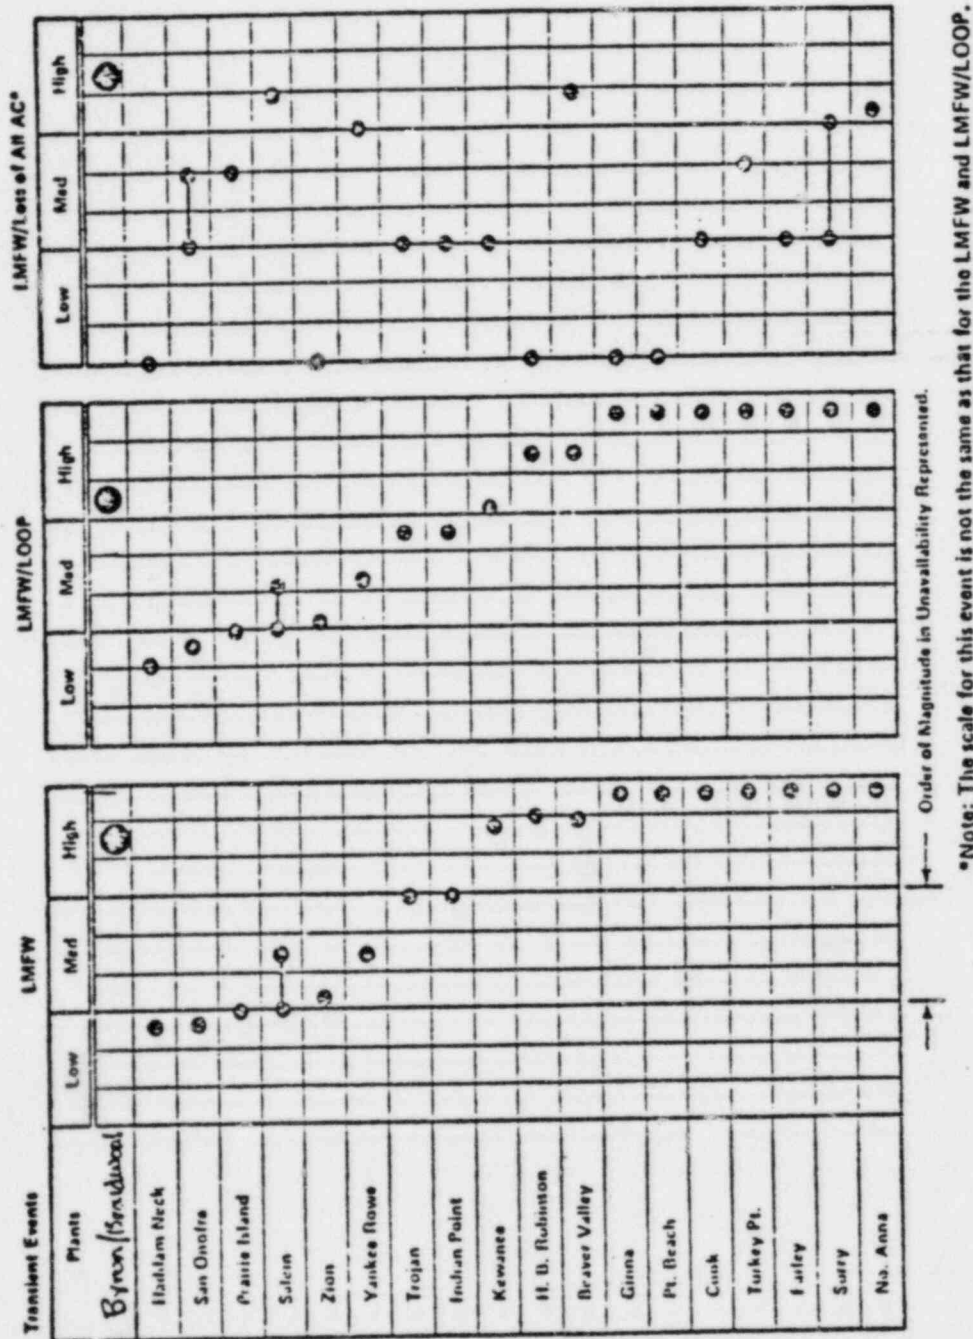 Transient Events
LMFW
LMFW/LOOP
LMFW/Loss of All AC*
Plants
Low
Med
High
Low
Med
High
Low
Med
High
Byron/Braidwood
Haddam Neck
San Onofre
Prairie Island
Salem
Zion
Yankee Rowe
Trojan
Indian Point
Kewanee
H. B. Robinson
Beaver Valley
Ginna
Pt. Beach
Cook
Turkey Pt.
Farley
Surry
No. Anna
Order of Magnitude in Unavailability Represented.
*Note: The scale for this event is not the same as that for the LMFW and LMFW/LOOP.